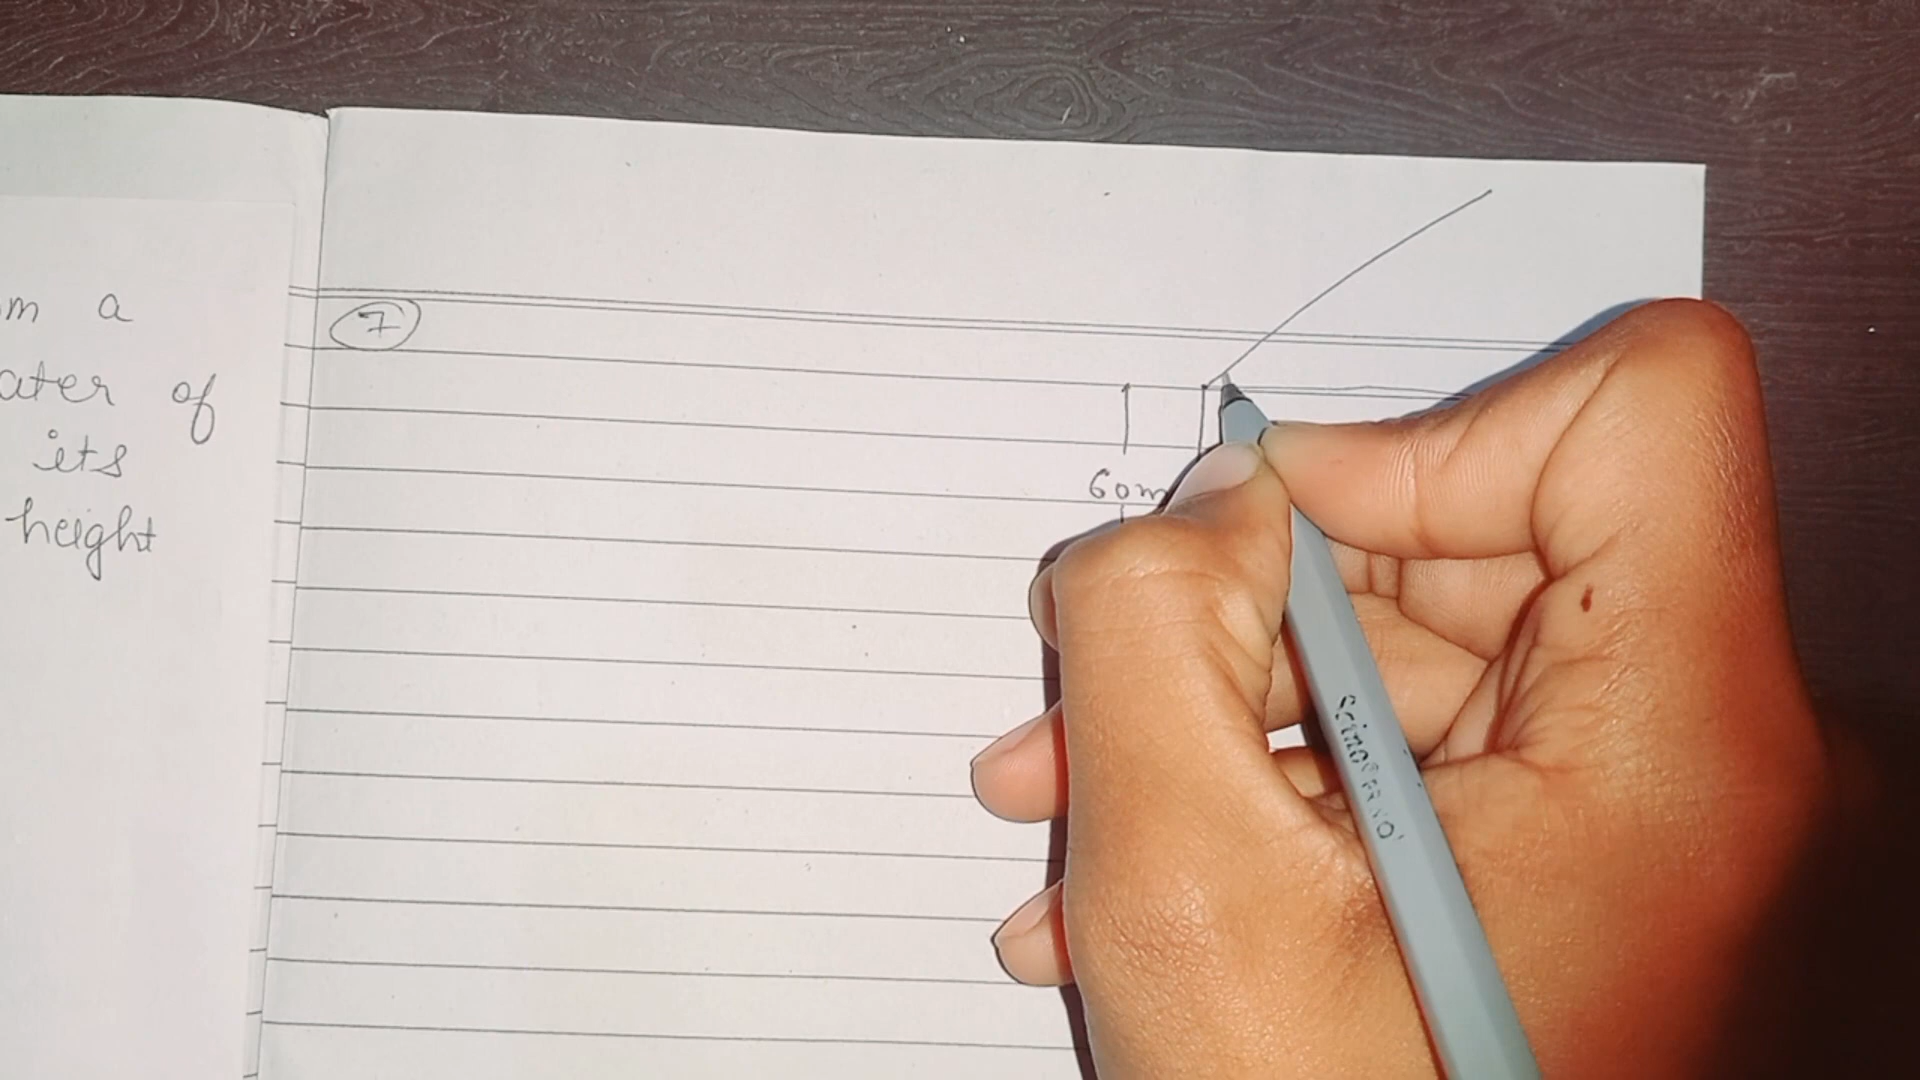 m a
ater of
its
height
7
60m